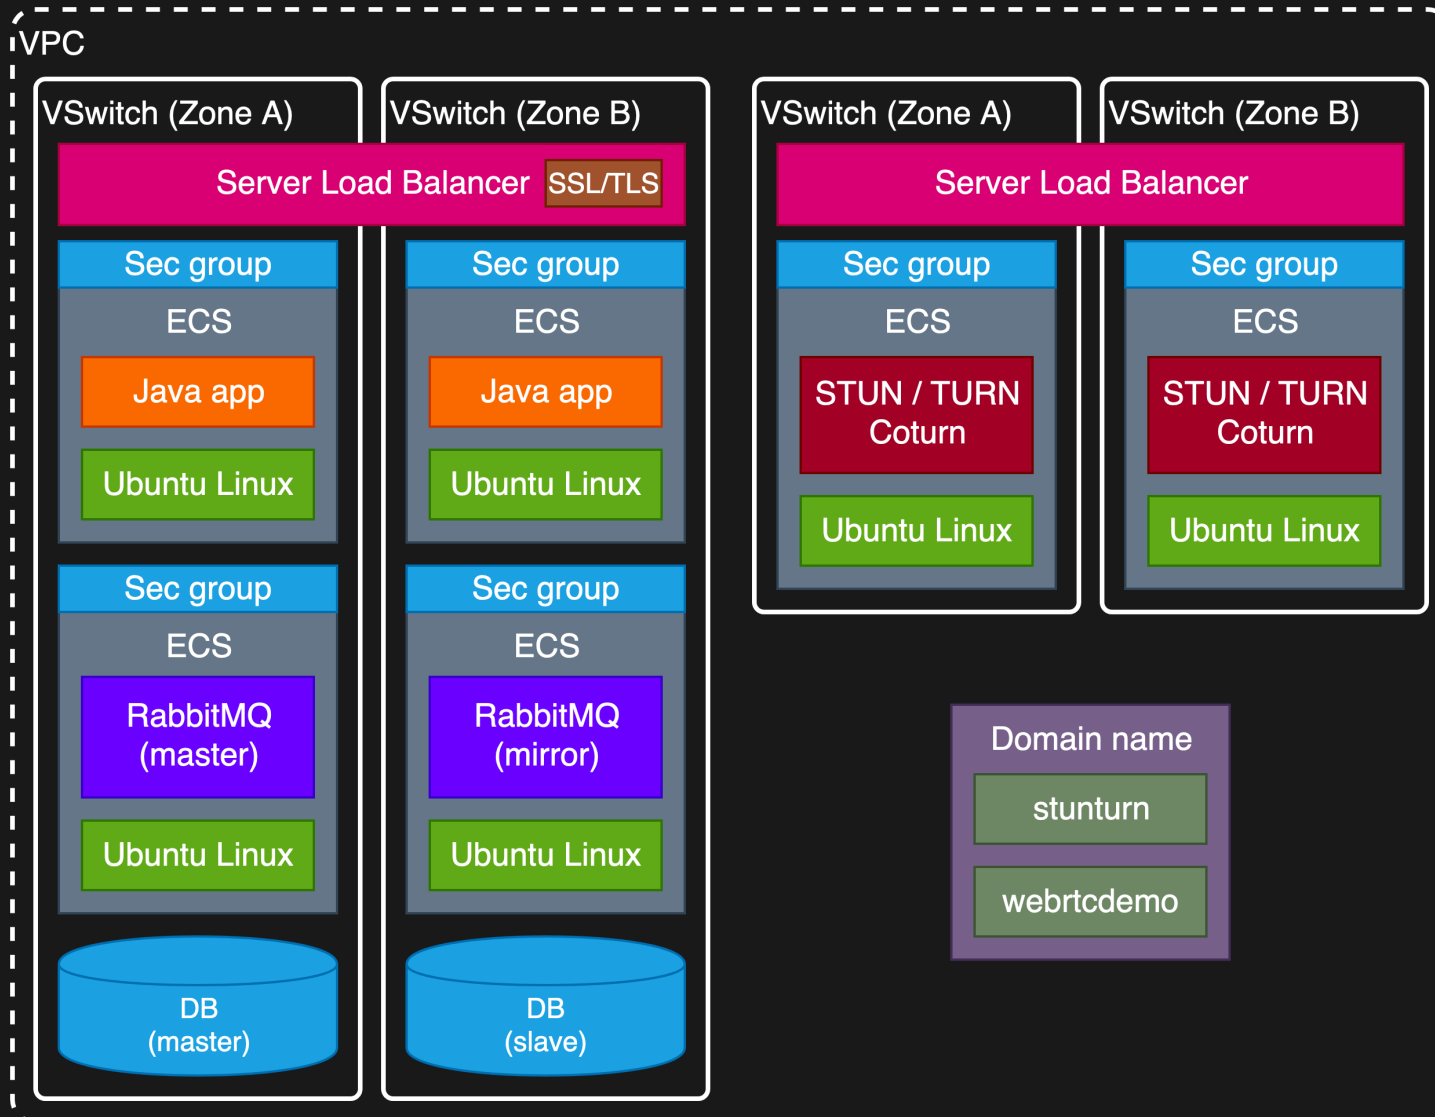 VPC
VSwitch (Zone A)
VSwitch (Zone B)
Server Load Balancer
SSL/TLS
Sec group
ECS
Java app
Ubuntu Linux
Sec group
ECS
Java app
Ubuntu Linux
Sec group
ECS
RabbitMQ
(master)
Ubuntu Linux
Sec group
ECS
RabbitMQ
(mirror)
Ubuntu Linux
DB
(master)
DB
(slave)
VSwitch (Zone A)
VSwitch (Zone B)
Server Load Balancer
Sec group
ECS
STUN / TURN
Coturn
Ubuntu Linux
Sec group
ECS
STUN / TURN
Coturn
Ubuntu Linux
Domain name
stunturn
webrtcdemo